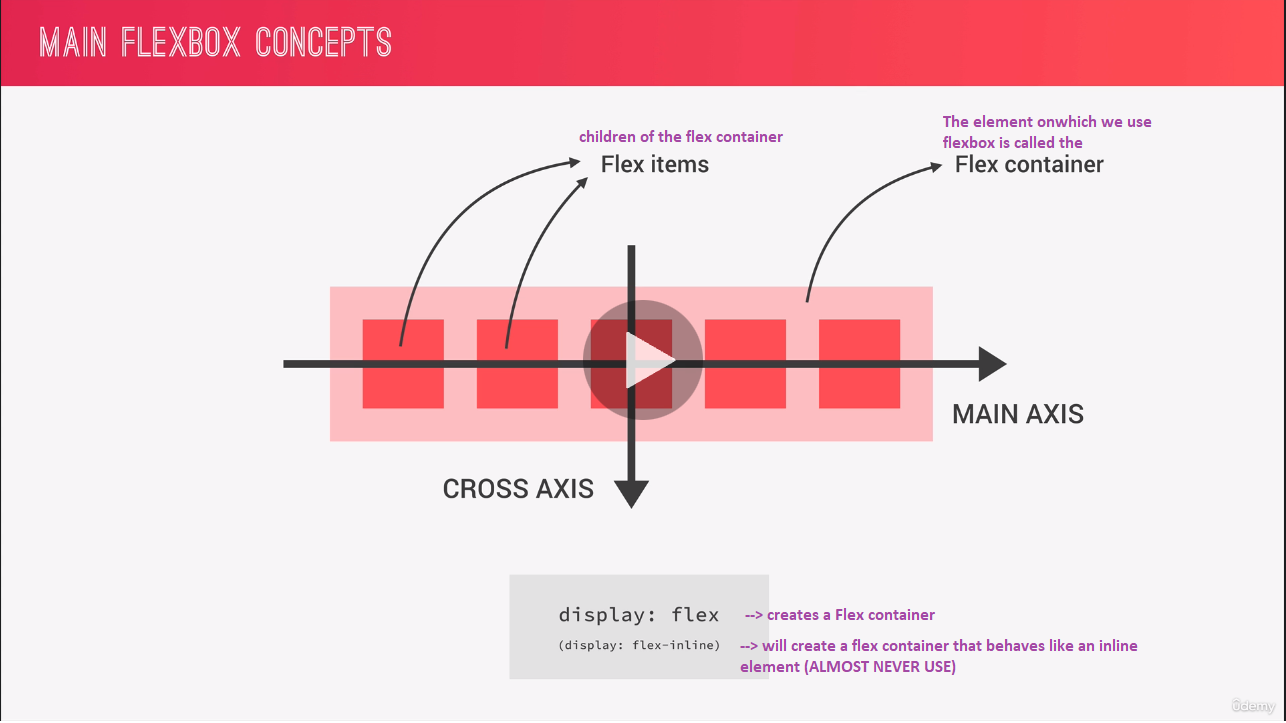 MAIN FLEXBOX CONCEPTS
children of the flex container
Flex items
The element onwhich we use
flexbox is called the
Flex container
MAIN AXIS
CROSS AXIS
display: flex --> creates a Flex container
(display: flex-inline) --> will create a flex container that behaves like an inline
element (ALMOST NEVER USE)
ûdemy